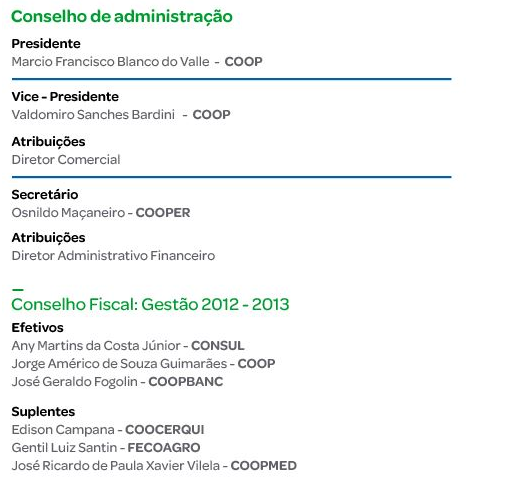 Conselho de administração
Presidente
Marcio Francisco Blanco do Valle - COOP
Vice - Presidente
Valdomiro Sanches Bardini - COOP
Atribuições
Diretor Comercial
Secretário
Osnildo Maçaneiro - COOPER
Atribuições
Diretor Administrativo Financeiro
Conselho Fiscal: Gestão 2012 - 2013
Efetivos
Any Martins da Costa Júnior - CONSUL
Jorge Américo de Souza Guimarães - COOP
José Geraldo Fogolin - COOPBANC
Suplentes
Edison Campana - COOCERQUI
Gentil Luiz Santin - FECOAGRO
José Ricardo de Paula Xavier Vilela - COOPMED